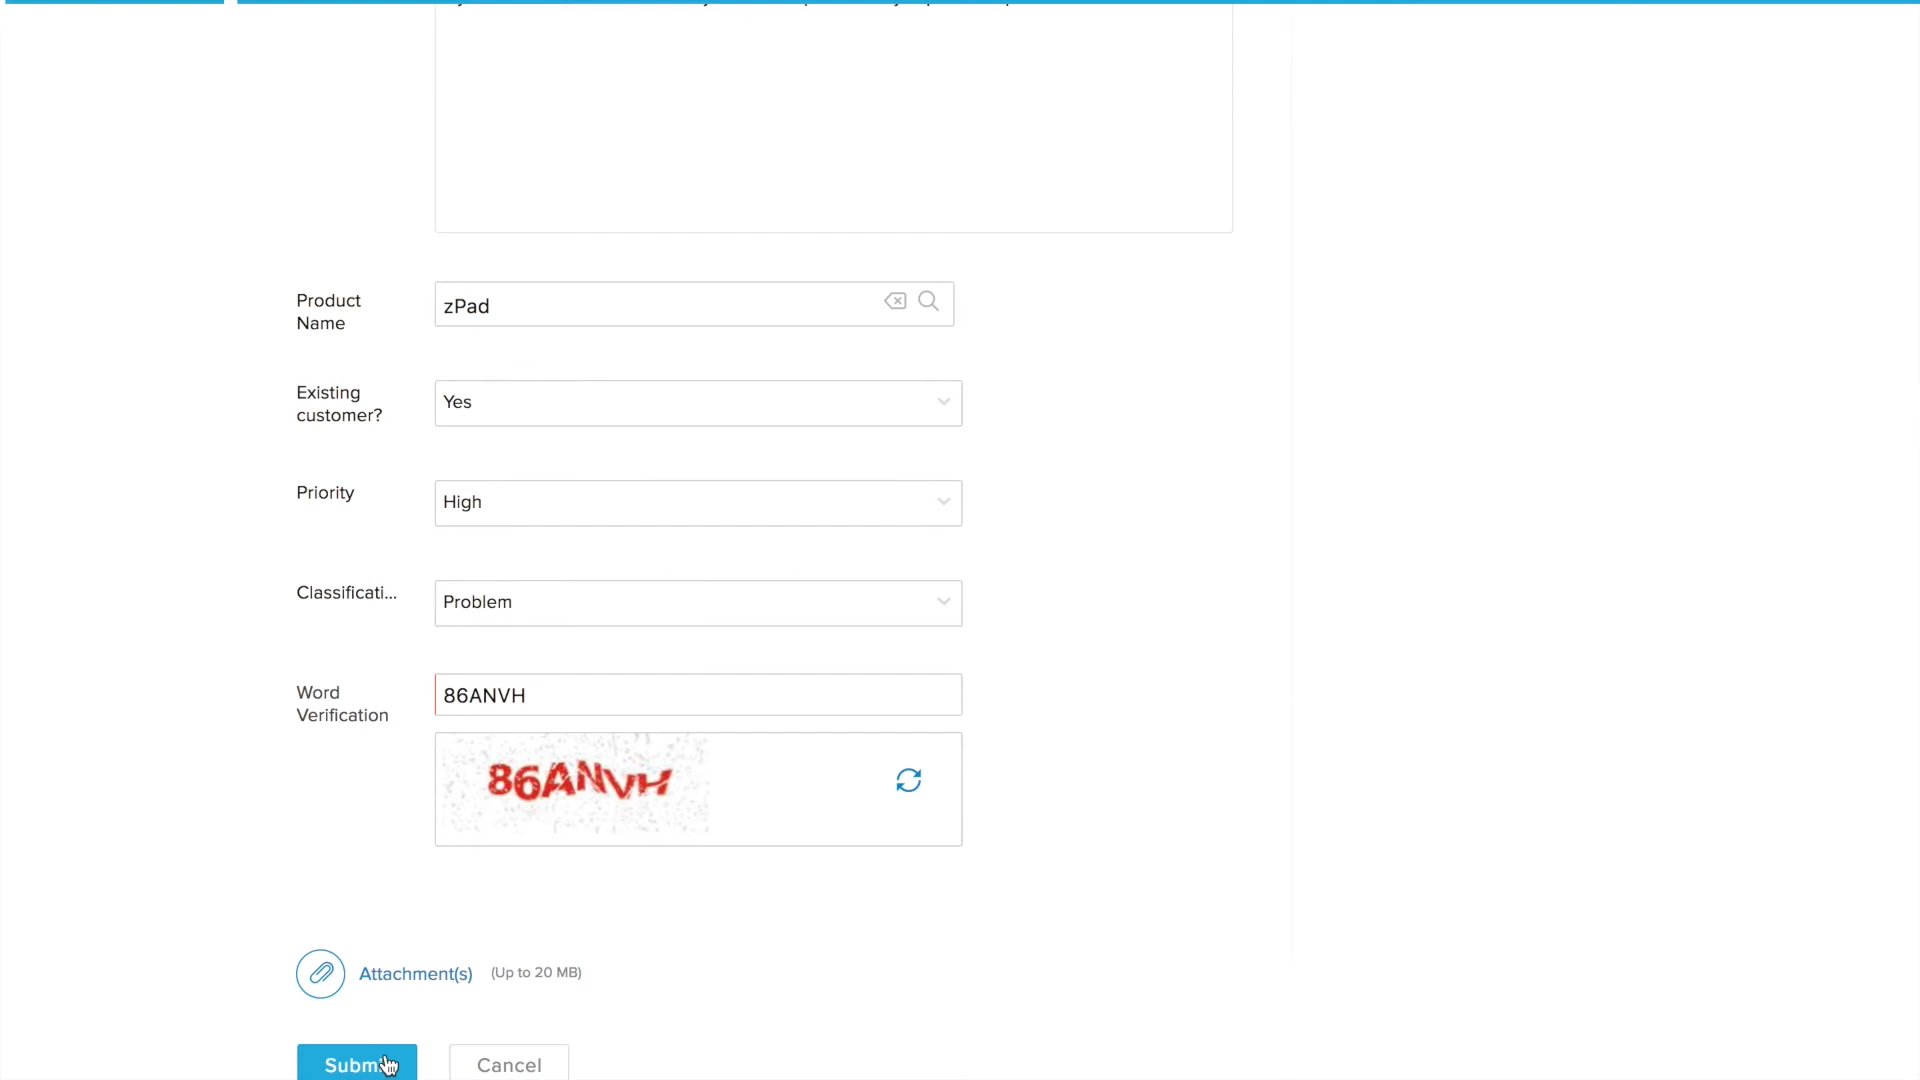 Product
Name
zPad
Existing
customer?
Yes
Priority
High
Classificati...
Problem
Word
Verification
86ANVH
86ANVH
Attachment(s) (Up to 20 MB)
Cancel